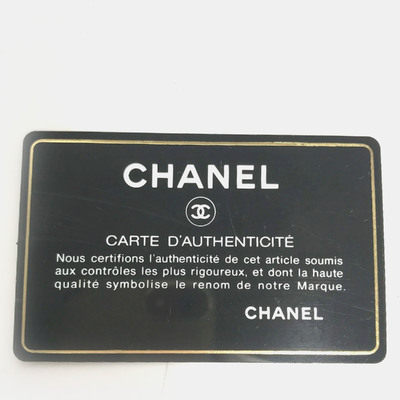 CHANEL
CARTE D'AUTHENTICITÉ
Nous certifions l'authenticité de cet article soumis
aux contrôles les plus rigoureux, et dont la haute
qualité symbolise le renom de notre Marque.
CHANEL